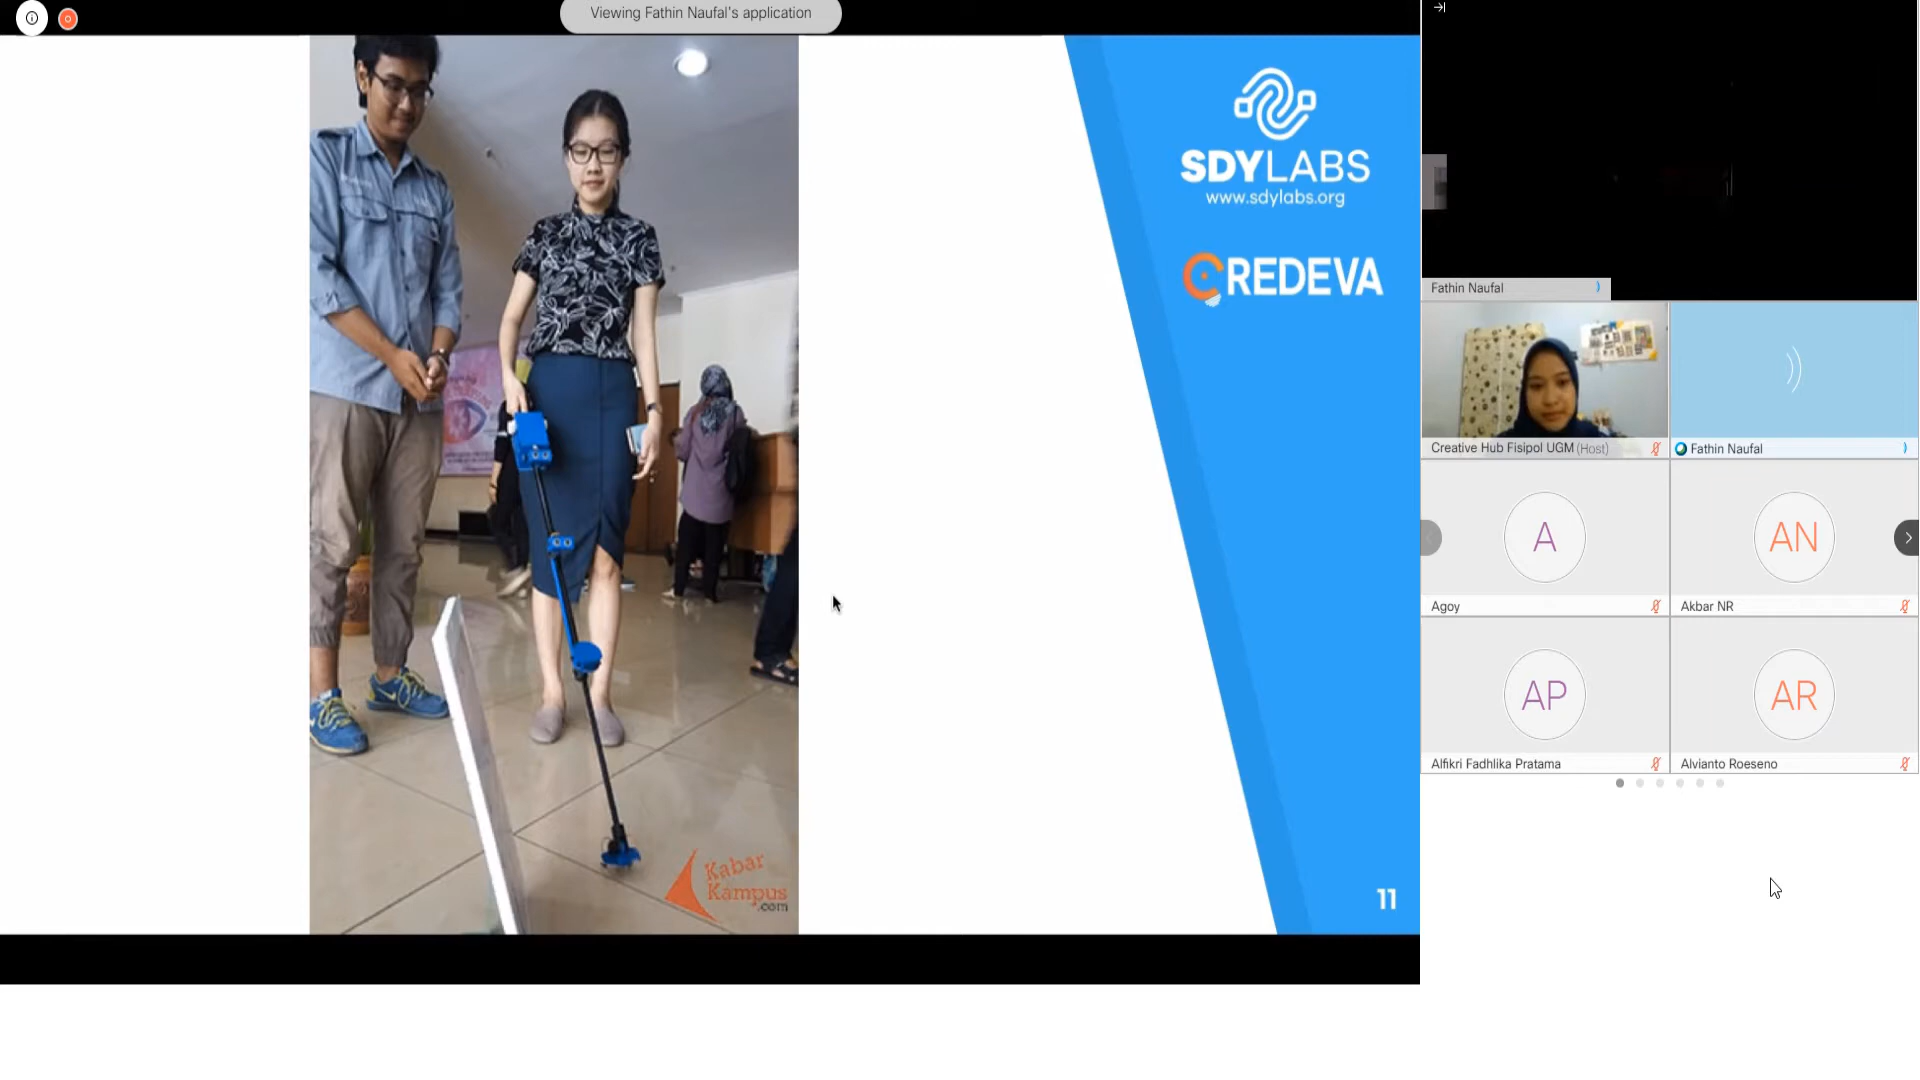 Viewing Fathin Naufal's application
SDYLABS
www.sdylabs.org
CREDEVA
Kabar
Kampus
.com
11
Fathin Naufal
Creative Hub Fisipol UGM (Host)
Fathin Naufal
A
Agoy
AN
Akbar NR
AP
Alfikri Fadhlika Pratama
AR
Alvianto Roeseno